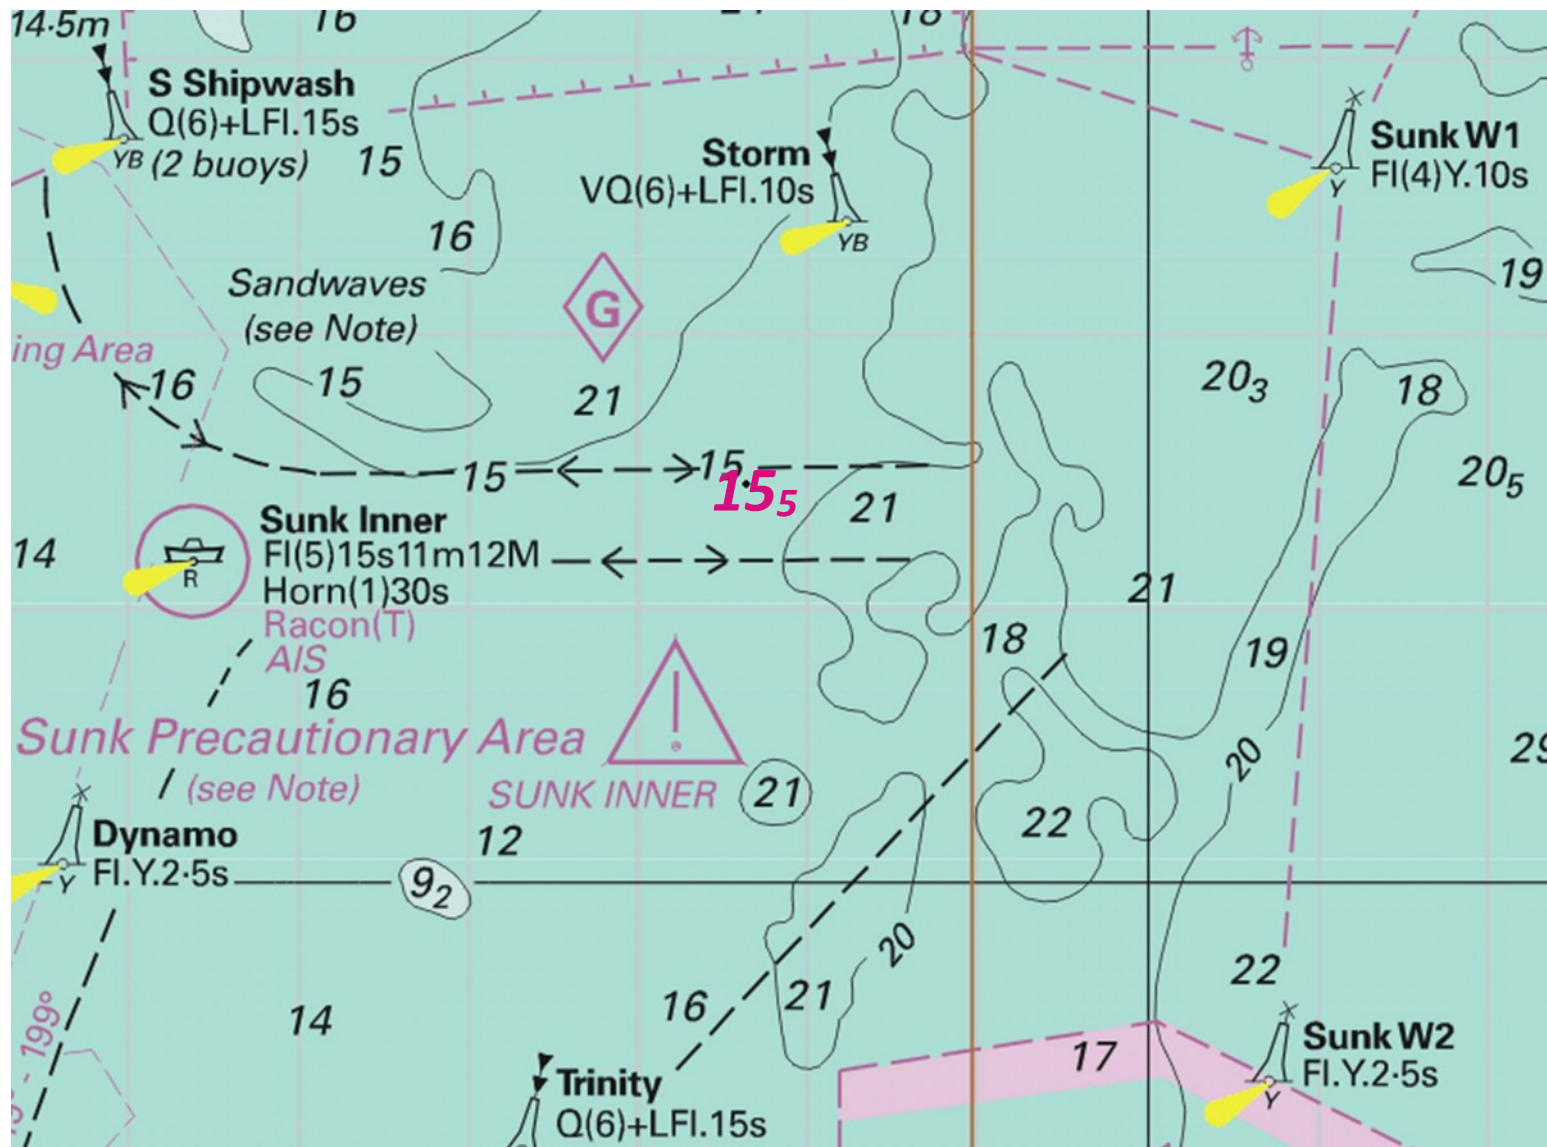 14·5m
16
18
S Shipwash
Q(6)+LFl.15s
YB (2 buoys)
15
Storm
VQ(6)+LFl.10s
YB
Sunk W1
Fl(4)Y.10s
Y
16
19
Sandwaves
(see Note)
G
ing Area
16
15
21
20₃
18
15
15
15₅
21
20₅
Sunk Inner
Fl(5)15s11m12M
Horn(1)30s
Racon(T)
AIS
R
14
21
18
19
16
Sunk Precautionary Area
(see Note)
!
SUNK INNER
21
20
29
22
Dynamo
Fl.Y.2·5s
Y
12
9₂
20
22
14
16
21
199°
17
Sunk W2
Fl.Y.2·5s
Y
Trinity
Q(6)+LFl.15s